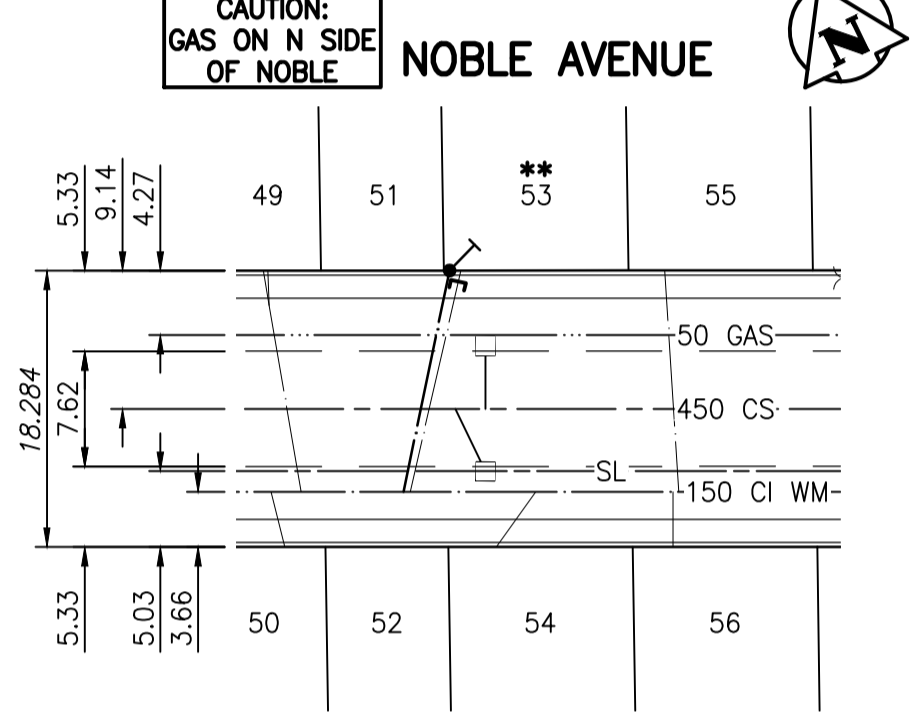 CAUTION:
GAS ON N SIDE
OF NOBLE
NOBLE AVENUE
N
5.33
9.14
4.27
49
51
**
53
55
50 GAS
18.284
7.62
450 CS
SL
150 CI WM
5.33
5.03
3.66
50
52
54
56